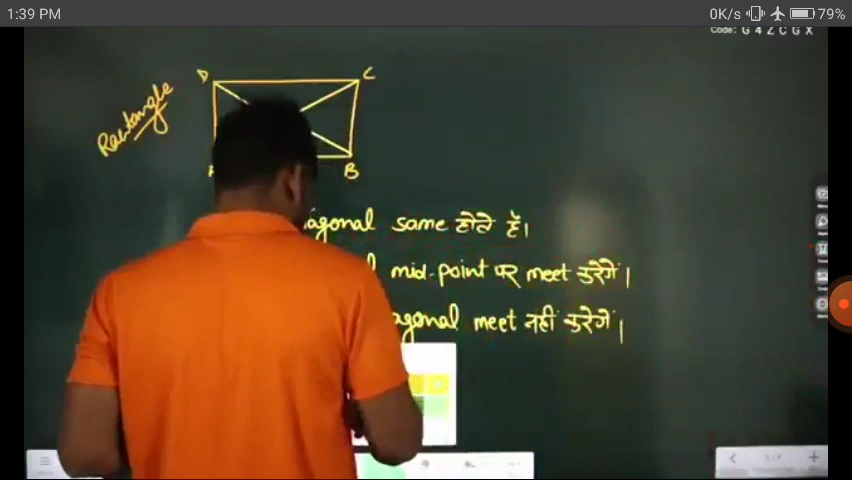 1:39 PM
0K/s 79%
Code: G 4 Z C G X
D C
Rectangle
B
agonal same होते हैं।
mid-point पर meet करेंगे।
agonal meet नहीं करेंगे।